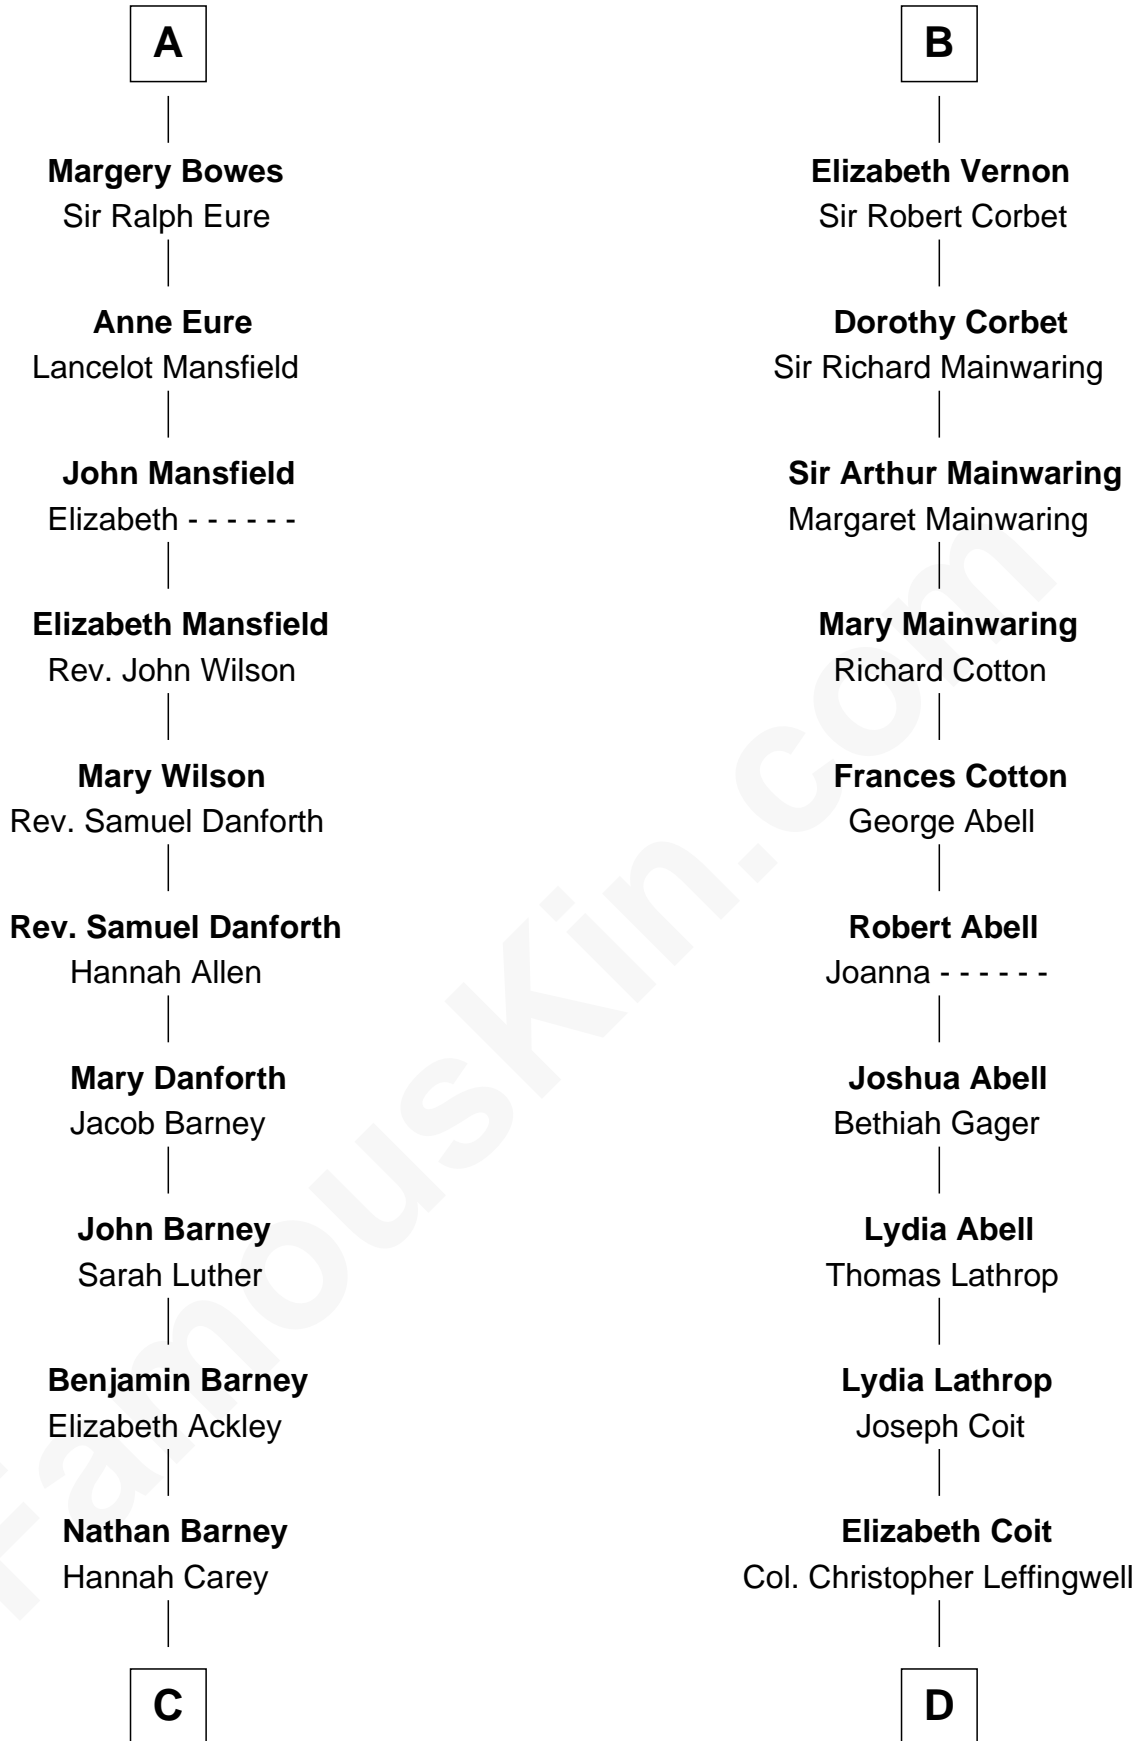 A
Margery Bowes
Sir Ralph Eure
Anne Eure
Lancelot Mansfield
John Mansfield
Elizabeth - - - - - -
Elizabeth Mansfield
Rev. John Wilson
Mary Wilson
Rev. Samuel Danforth
Rev. Samuel Danforth
Hannah Allen
Mary Danforth
Jacob Barney
John Barney
Sarah Luther
Benjamin Barney
Elizabeth Ackley
Nathan Barney
Hannah Carey
C
B
Elizabeth Vernon
Sir Robert Corbet
Dorothy Corbet
Sir Richard Mainwaring
Sir Arthur Mainwaring
Margaret Mainwaring
Mary Mainwaring
Richard Cotton
Frances Cotton
George Abell
Robert Abell
Joanna - - - - - -
Joshua Abell
Bethiah Gager
Lydia Abell
Thomas Lathrop
Lydia Lathrop
Joseph Coit
Elizabeth Coit
Col. Christopher Leffingwell
D
FamousKin.com